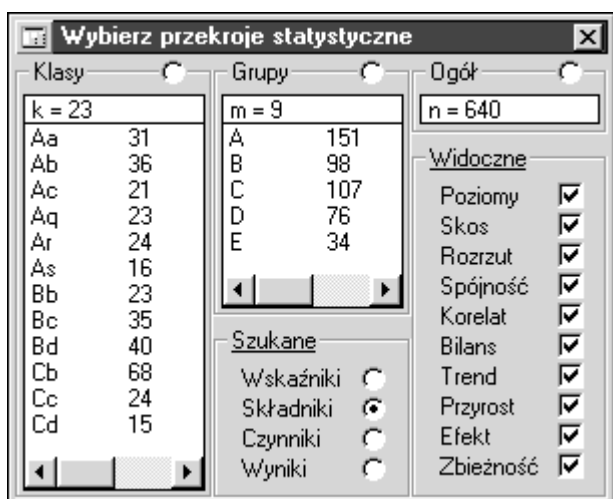 Wybierz przekroje statystyczne
Klasy
k = 23
Aa 31
Ab 36
Ac 21
Aq 23
Ar 24
As 16
Bb 23
Bc 35
Bd 40
Cb 68
Cc 24
Cd 15
Grupy
m = 9
A 151
B 98
C 107
D 76
E 34
Szukane
Wskaźniki
Składniki
Czynniki
Wyniki
Ogół
n = 640
Widoczne
Poziomy
Skos
Rozrzut
Spójność
Korelat
Bilans
Trend
Przyrost
Efekt
Zbieżność